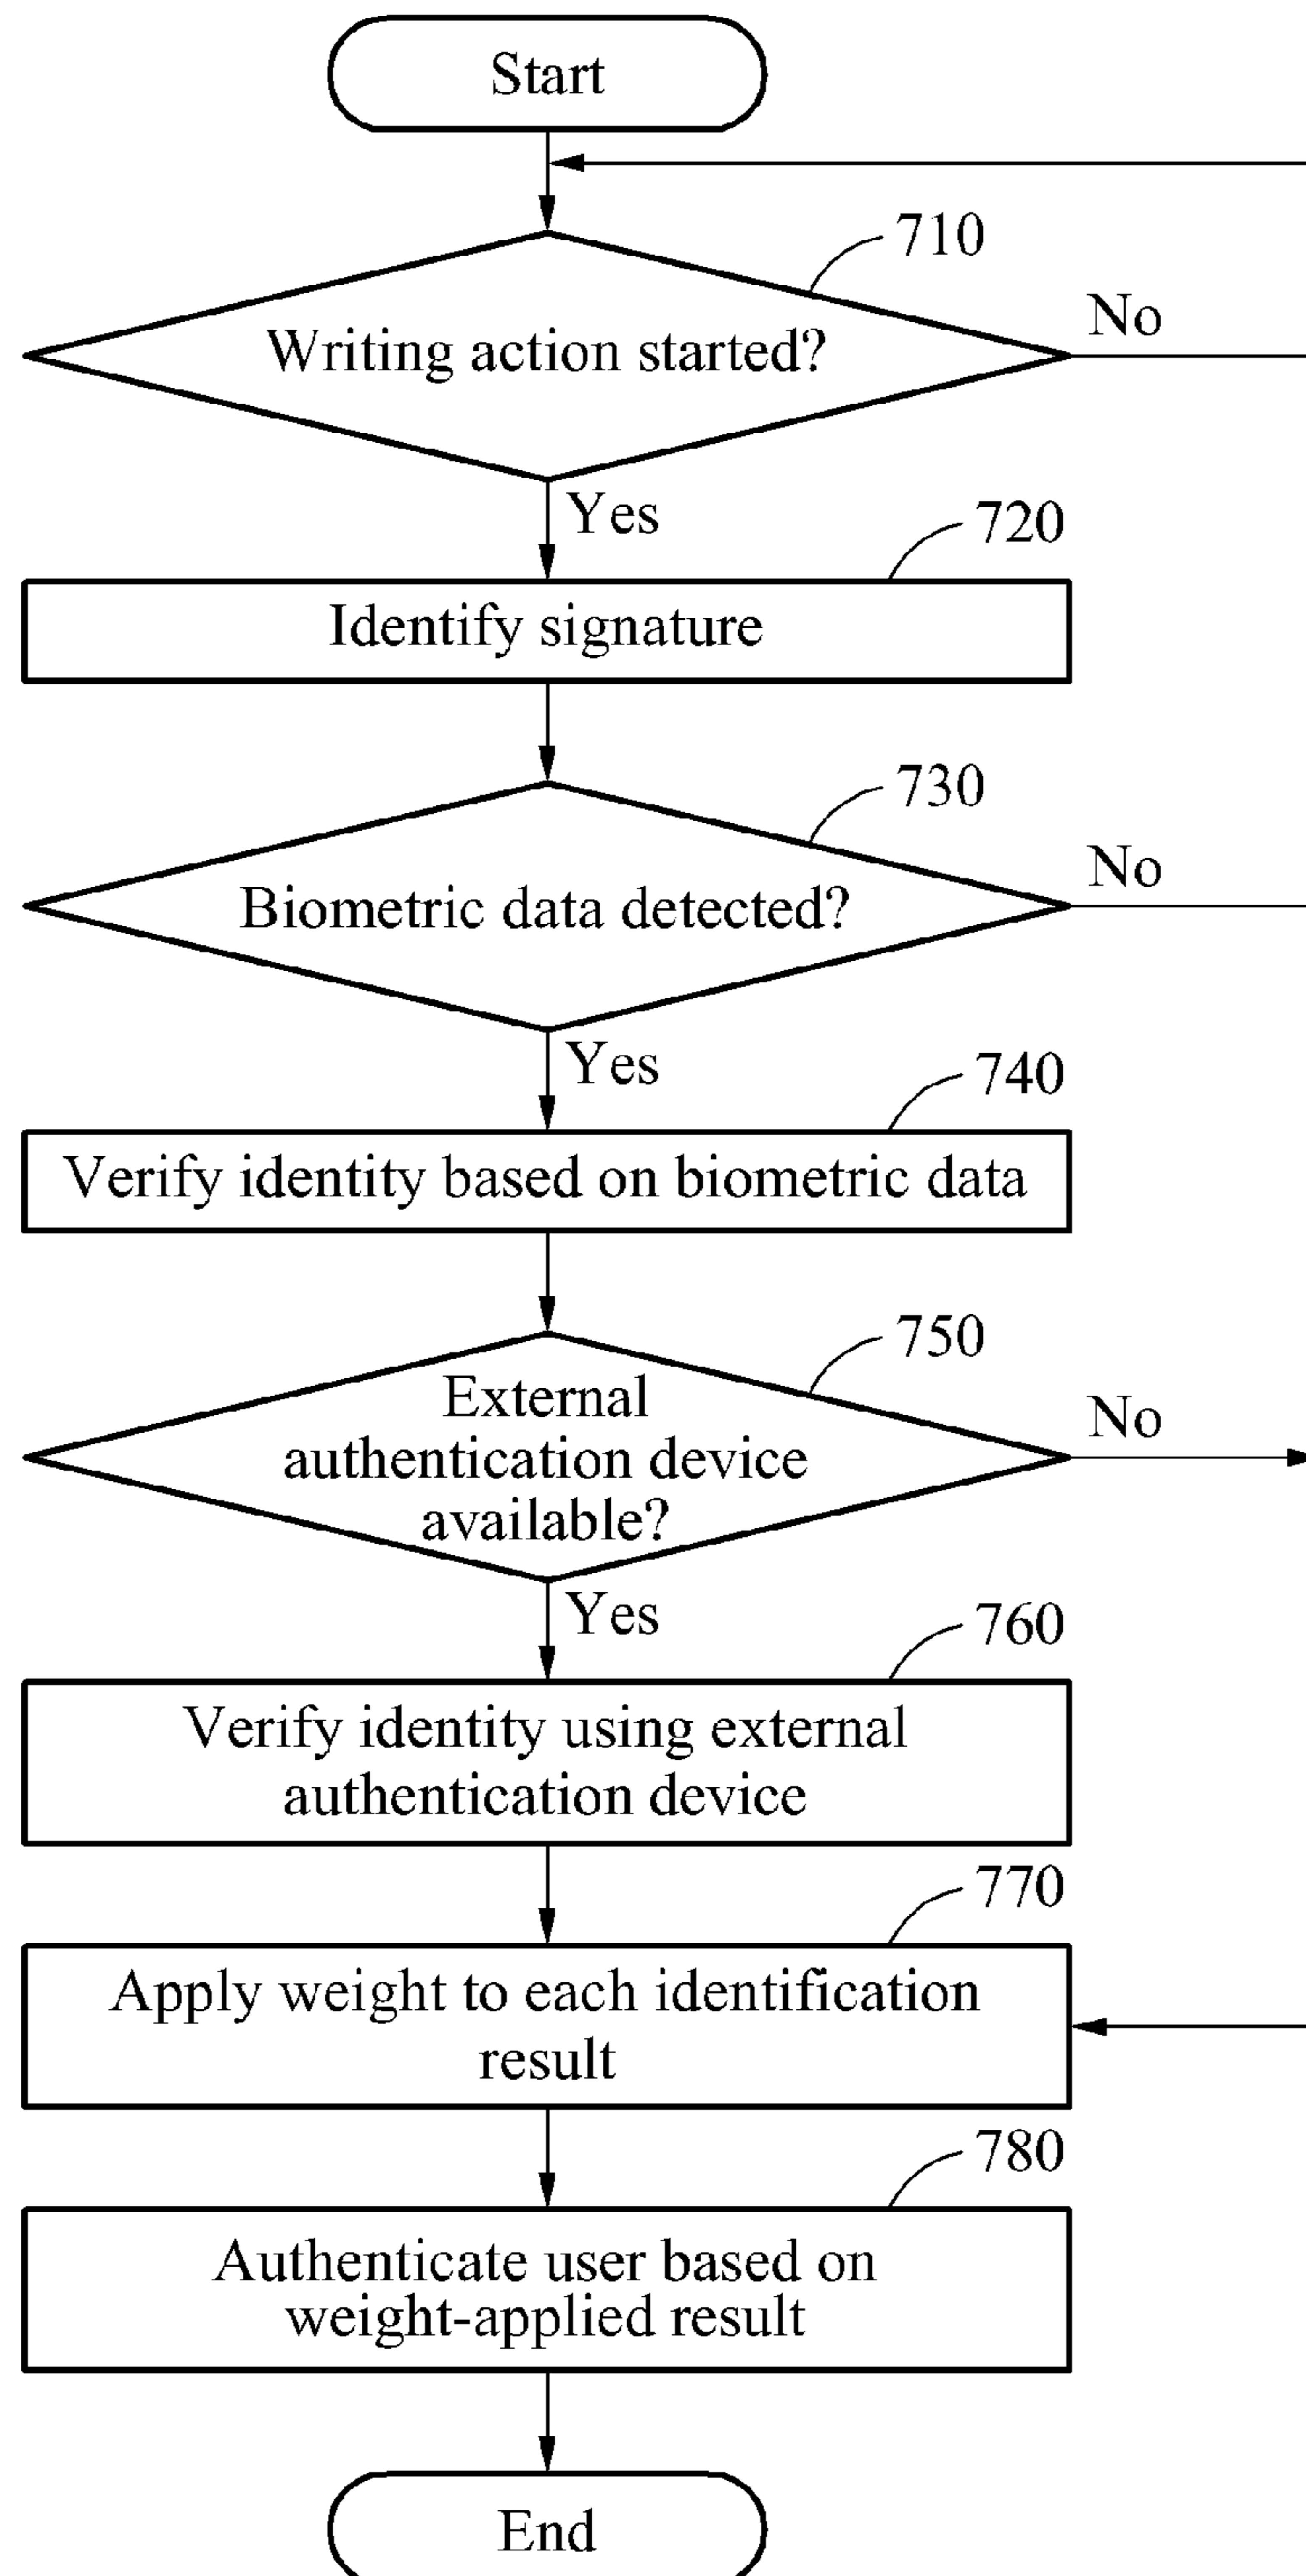 Start
710
Writing action started?
No
Yes
720
Identify signature
730
Biometric data detected?
No
Yes
740
Verify identity based on biometric data
750
External
authentication device
available?
No
Yes
760
Verify identity using external
authentication device
770
Apply weight to each identification
result
780
Authenticate user based on
weight-applied result
End